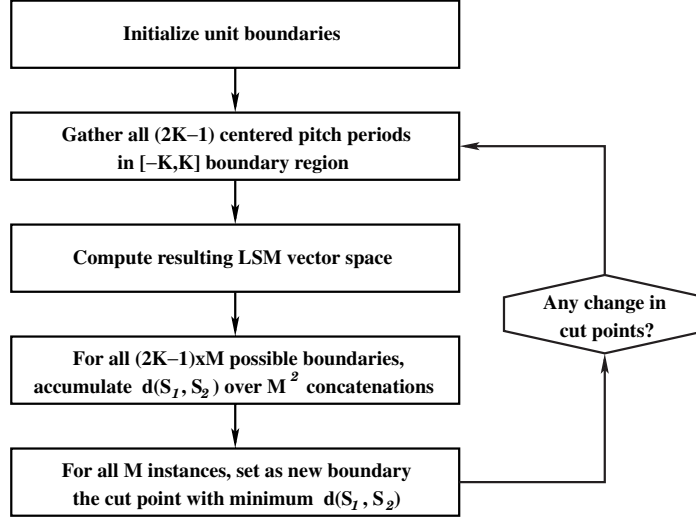 Initialize unit boundaries
Gather all (2K−1) centered pitch periods
in [−K,K] boundary region
Compute resulting LSM vector space
For all (2K−1)xM possible boundaries,
accumulate d(S₁, S₂) over M² concatenations
For all M instances, set as new boundary
the cut point with minimum d(S₁, S₂)
Any change in
cut points?